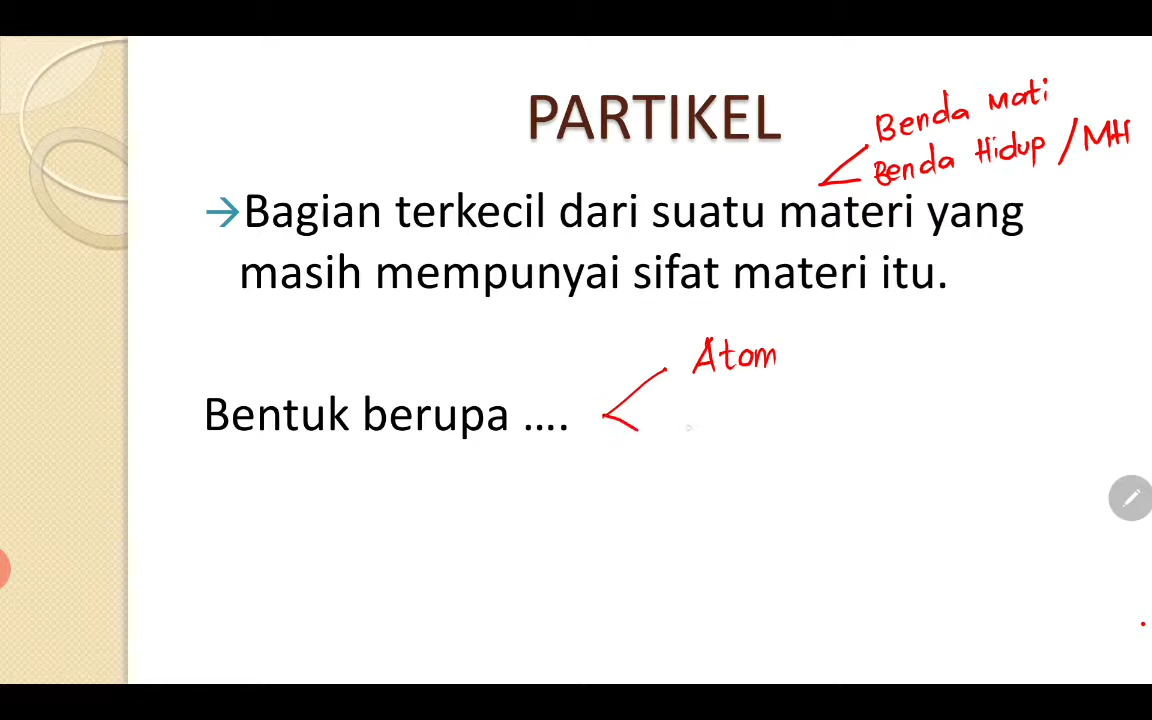 PARTIKEL
Benda Mati
Benda Hidup / MH
→Bagian terkecil dari suatu materi yang
masih mempunyai sifat materi itu.
Atom
Bentuk berupa ....